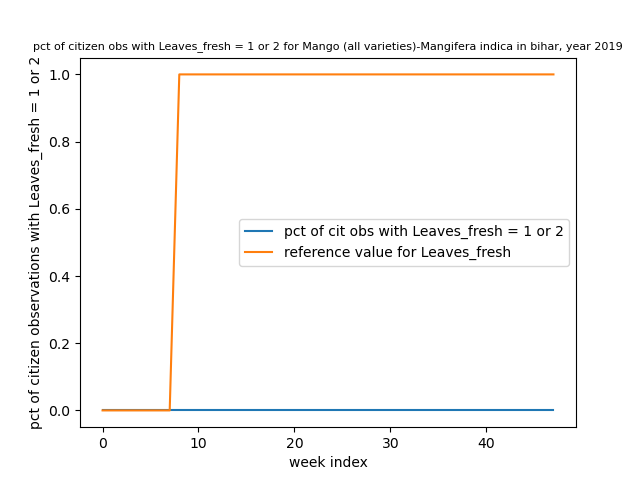 pct of citizen obs with Leaves_fresh = 1 or 2 for Mango (all varieties)-Mangifera indica in bihar, year 2019
pct of citizen observations with Leaves_fresh = 1 or 2
1.0
0.8
0.6
0.4
0.2
0.0
pct of cit obs with Leaves_fresh = 1 or 2
reference value for Leaves_fresh
0 10 20 30 40
week index